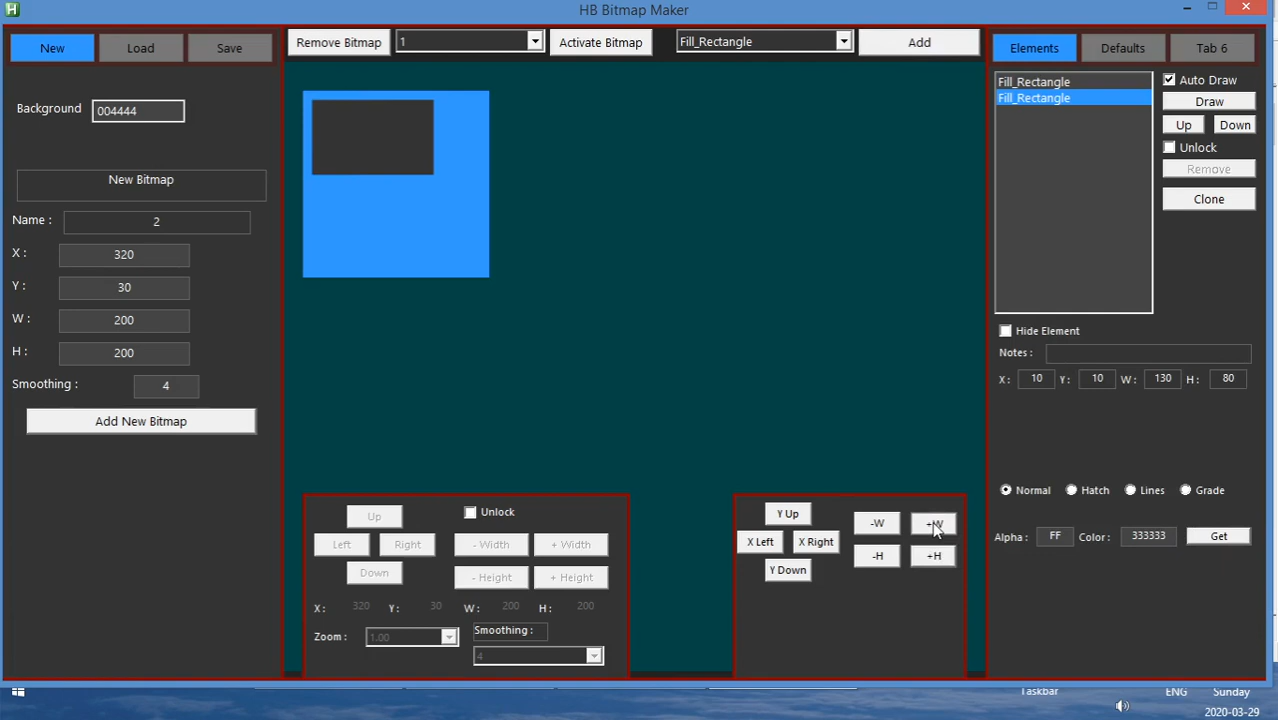 HB Bitmap Maker
New Load Save
Remove Bitmap 1 Activate Bitmap Fill_Rectangle Add
Elements Defaults Tab 6
Background 004444
New Bitmap
Name : 2
X : 320
Y : 30
W : 200
H : 200
Smoothing : 4
Add New Bitmap
Fill_Rectangle
Fill_Rectangle
Auto Draw
Draw
Up Down
Unlock
Remove
Clone
Hide Element
Notes :
X : 10 Y : 10 W : 130 H : 80
Normal Hatch Lines Grade
Alpha : FF Color : 333333 Get
Up Unlock
Left Right - Width + Width
Down - Height + Height
X : 320 Y : 30 W : 200 H : 200
Zoom : 1.00 Smoothing :
4
Y Up
X Left X Right
Y Down
-W +W
-H +H
Taskbar ENG Sunday
2020-03-29